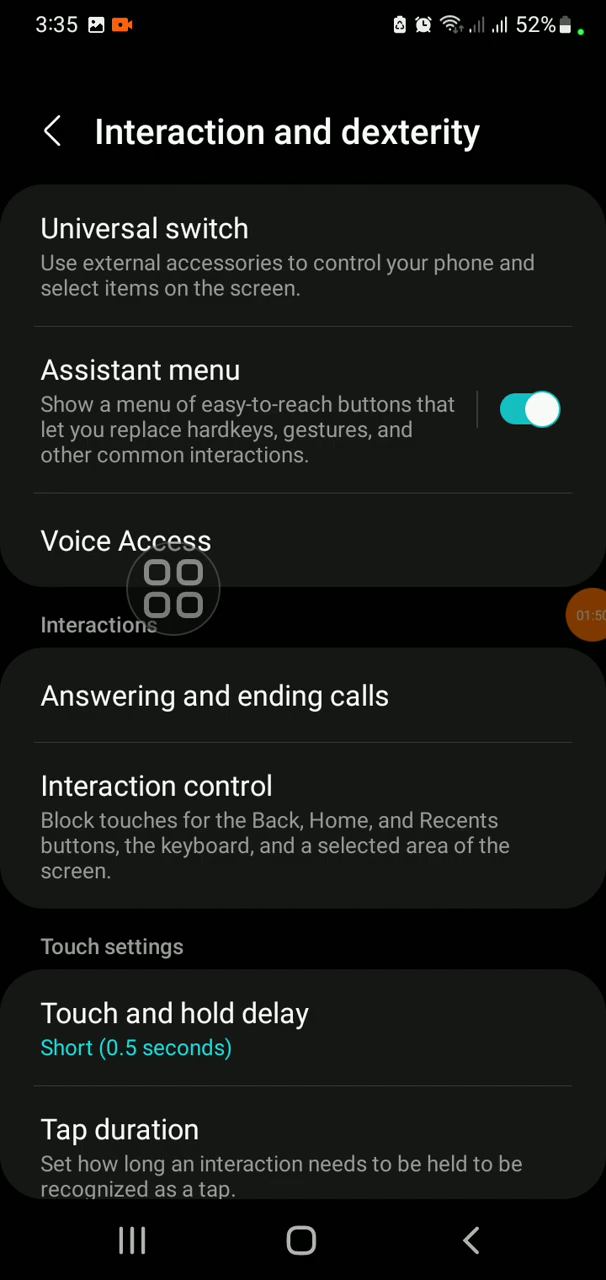 3:35
52%
Interaction and dexterity
Universal switch
Use external accessories to control your phone and
select items on the screen.
Assistant menu
Show a menu of easy-to-reach buttons that
let you replace hardkeys, gestures, and
other common interactions.
Voice Access
Interactions
01:50
Answering and ending calls
Interaction control
Block touches for the Back, Home, and Recents
buttons, the keyboard, and a selected area of the
screen.
Touch settings
Touch and hold delay
Short (0.5 seconds)
Tap duration
Set how long an interaction needs to be held to be
recognized as a tap.